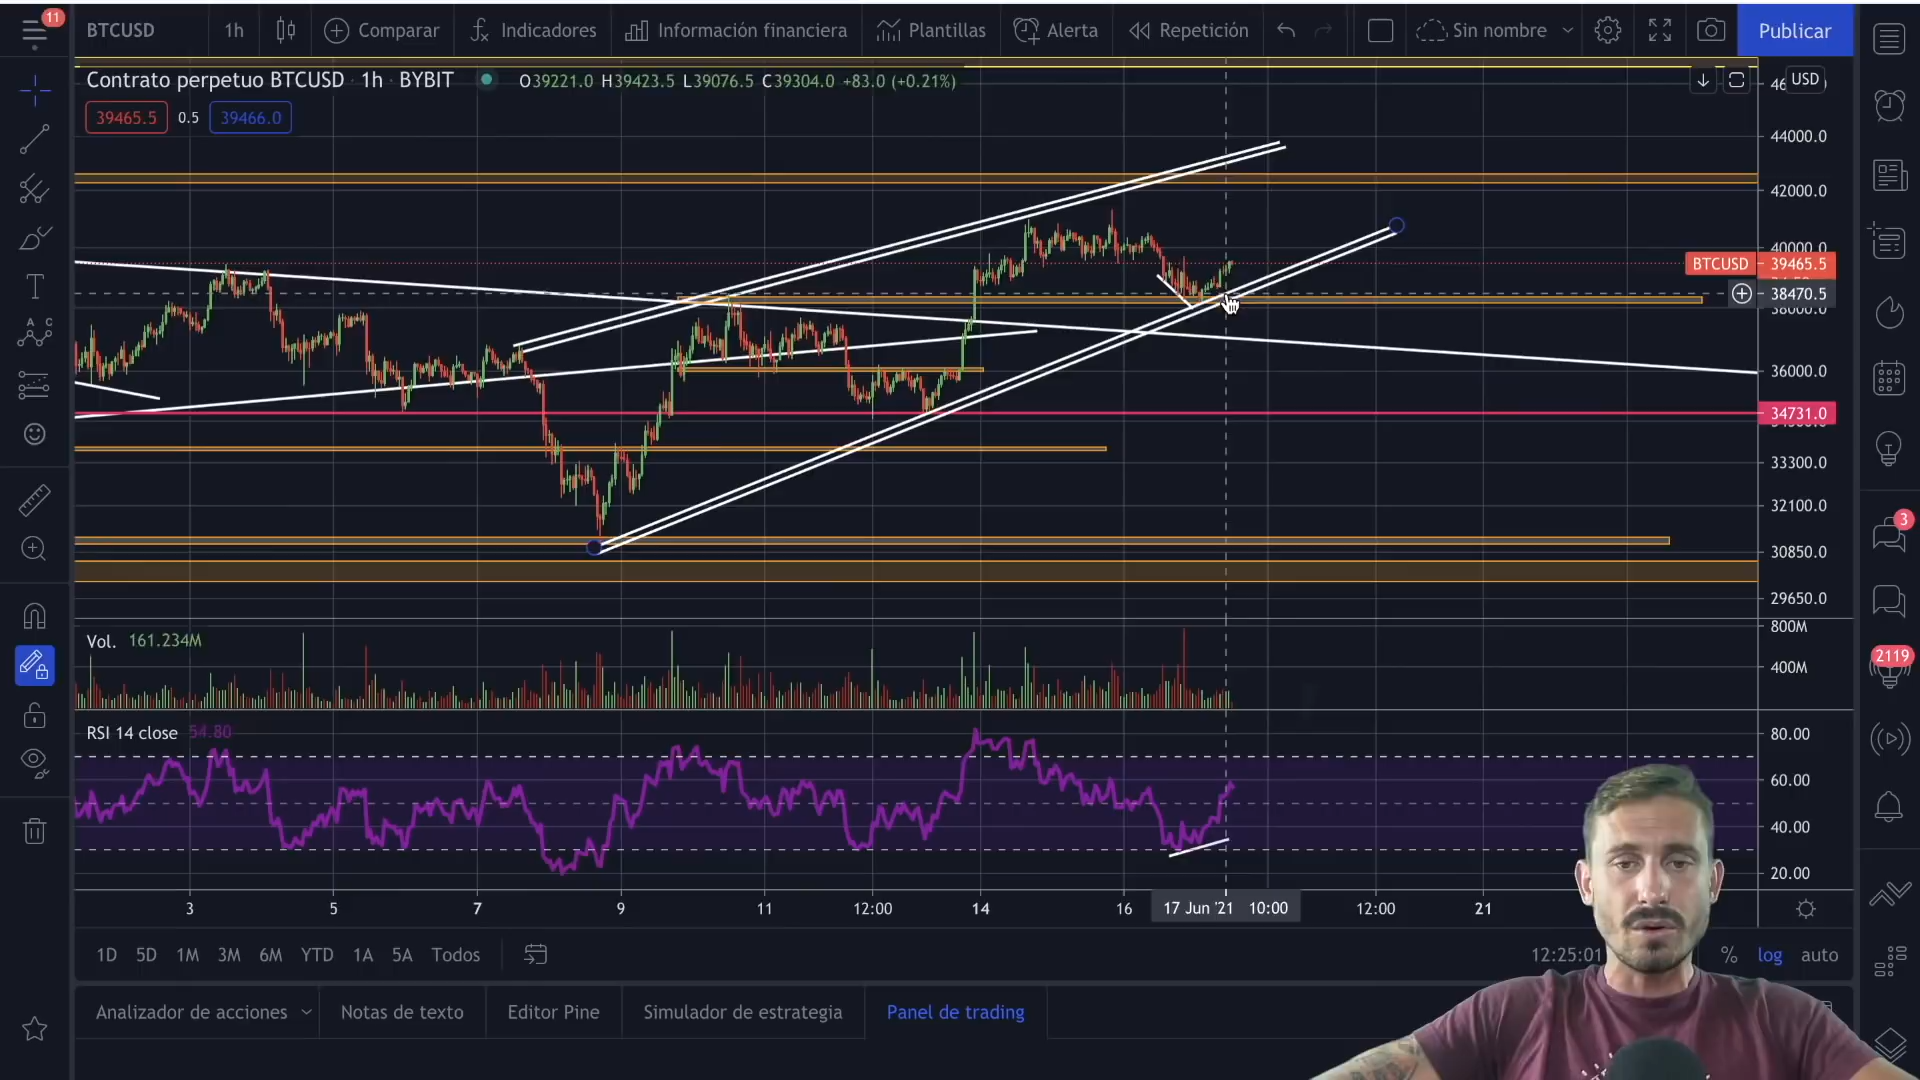 11
BTCUSD 1h Comparar Indicadores Información financiera Plantillas Alerta Repetición Sin nombre Publicar
Contrato perpetuo BTCUSD · 1h · BYBIT O39221.0 H39423.5 L39076.5 C39304.0 +83.0 (+0.21%)
USD
39465.5 0.5 39466.0
44000.0
42000.0
40000.0
BTCUSD 39465.5
38470.5
38000.0
36000.0
34731.0
33300.0
32100.0
30850.0
29650.0
Vol. 161.234M
800M
400M
RSI 14 close 54.80
80.00
60.00
40.00
20.00
3
2119
3 5 7 9 11 12:00 14 16 17 Jun '21 10:00 12:00 21
1D 5D 1M 3M 6M YTD 1A 5A Todos 12:25:01 % log auto
Analizador de acciones Notas de texto Editor Pine Simulador de estrategia Panel de trading